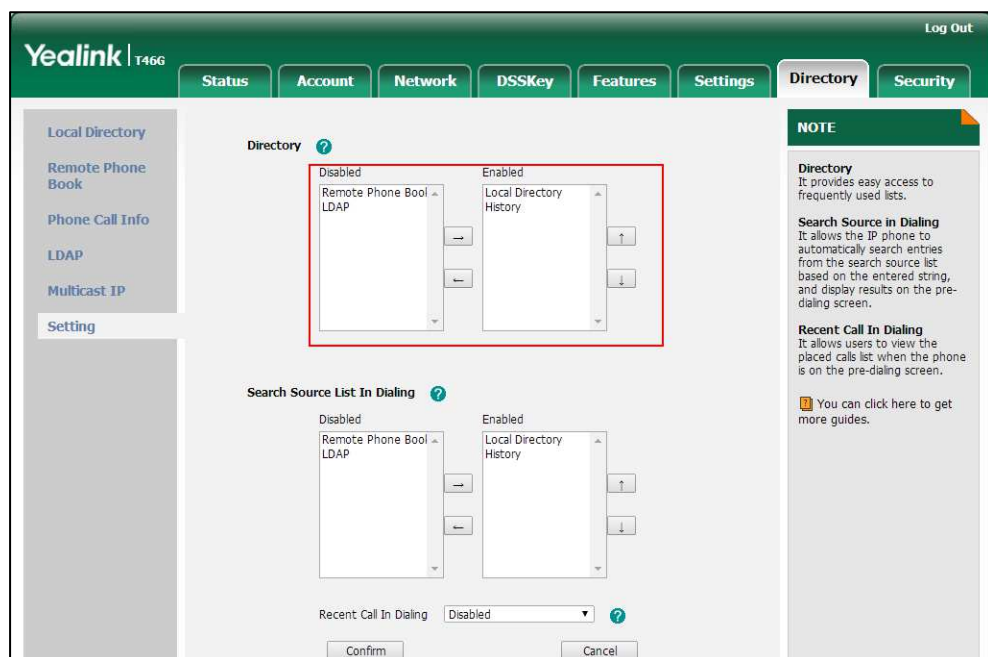 Log Out
Yealink T46G
Status Account Network DSSKey Features Settings Directory Security
Local Directory
Remote Phone
Book
Phone Call Info
LDAP
Multicast IP
Setting
Directory ?
Disabled Enabled
Remote Phone Bool Local Directory
LDAP History
→ ↑
← ↓
Search Source List In Dialing ?
Disabled Enabled
Remote Phone Bool Local Directory
LDAP History
→ ↑
← ↓
Recent Call In Dialing Disabled ?
Confirm Cancel
NOTE
Directory
It provides easy access to
frequently used lists.
Search Source in Dialing
It allows the IP phone to
automatically search entries
from the search source list
based on the entered string,
and display results on the pre-
dialing screen.
Recent Call In Dialing
It allows users to view the
placed calls list when the phone
is on the pre-dialing screen.
? You can click here to get
more guides.